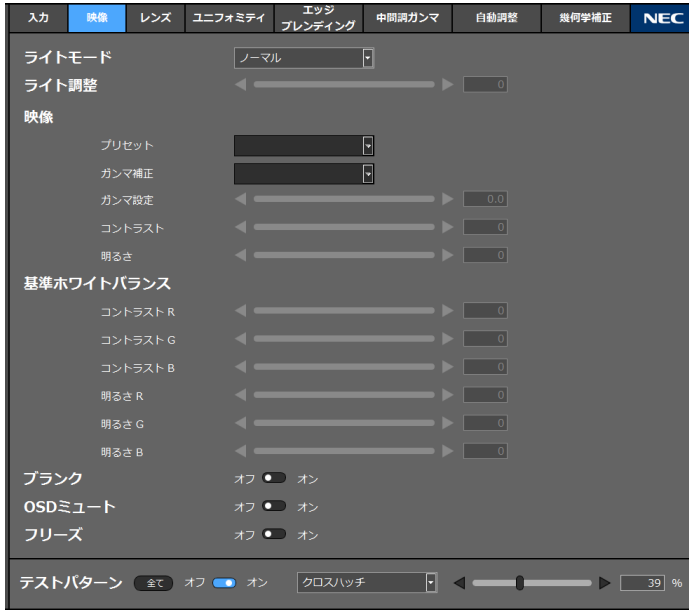 入力 映像 レンズ ユニフォミティ エッジ
ブレンディング 中間調ガンマ 自動調整 幾何学補正 NEC
ライトモード ノーマル
ライト調整 0
映像
プリセット
ガンマ補正
ガンマ設定 0.0
コントラスト 0
明るさ 0
基準ホワイトバランス
コントラスト R 0
コントラスト G 0
コントラスト B 0
明るさ R 0
明るさ G 0
明るさ B 0
ブランク オフ オン
OSDミュート オフ オン
フリーズ オフ オン
テストパターン 全て オフ オン クロスハッチ 39 %